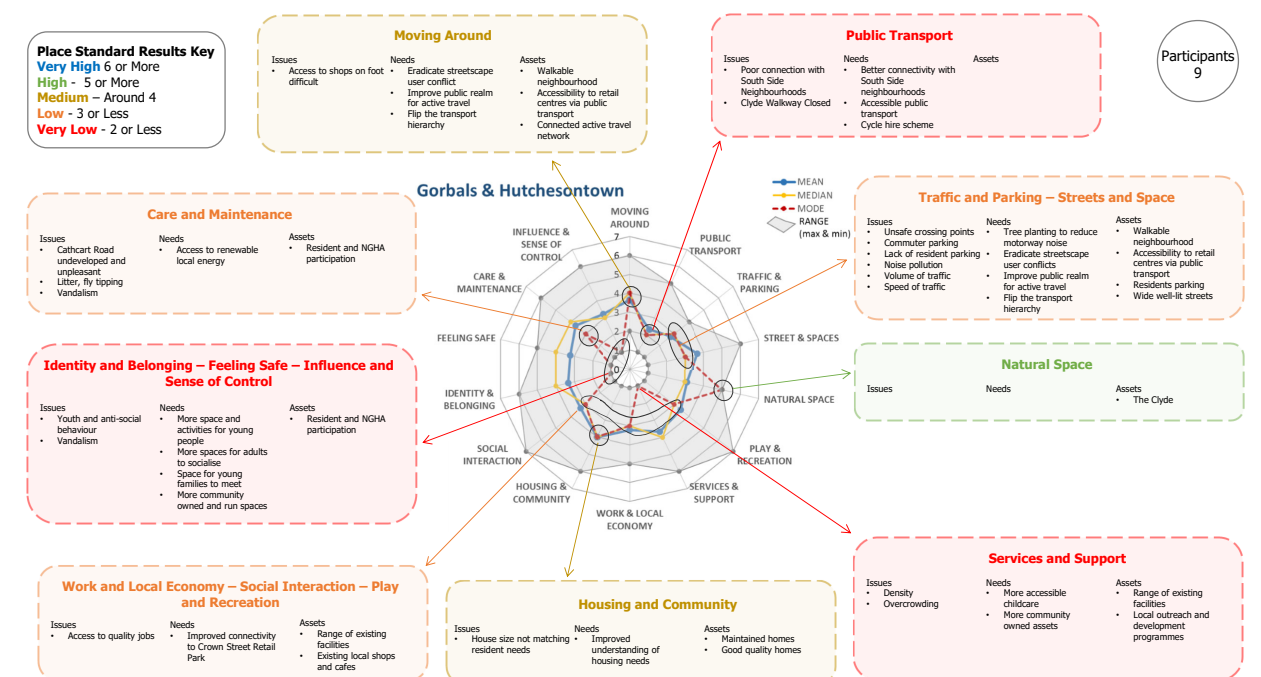 Place Standard Results Key
Very High 6 or More
High - 5 or More
Medium – Around 4
Low - 3 or Less
Very Low - 2 or Less
Moving Around
Issues
• Access to shops on foot
difficult
Needs
• Eradicate streetscape
user conflict
• Improve public realm
for active travel
• Flip the transport
hierarchy
Assets
• Walkable
neighbourhood
• Accessibility to retail
centres via public
transport
• Connected active travel
network
Public Transport
Issues
• Poor connection with
South Side
Neighbourhoods
• Clyde Walkway Closed
Needs
• Better connectivity with
South Side
neighbourhoods
• Accessible public
transport
• Cycle hire scheme
Assets
Participants
9
Care and Maintenance
Issues
• Cathcart Road
undeveloped and
unpleasant
• Litter, fly tipping
• Vandalism
Needs
• Access to renewable
local energy
Assets
• Resident and NGHA
participation
Gorbals & Hutchesontown
MEAN
MEDIAN
MODE
RANGE
(max & min)
MOVING
AROUND
PUBLIC
TRANSPORT
TRAFFIC &
PARKING
STREET & SPACES
NATURAL SPACE
PLAY &
RECREATION
SERVICES &
SUPPORT
WORK & LOCAL
ECONOMY
HOUSING &
COMMUNITY
SOCIAL
INTERACTION
IDENTITY &
BELONGING
FEELING SAFE
CARE &
MAINTENANCE
INFLUENCE &
SENSE OF
CONTROL
7
6
5
4
3
2
1
0
Traffic and Parking – Streets and Space
Issues
• Unsafe crossing points
• Commuter parking
• Lack of resident parking
• Noise pollution
• Volume of traffic
• Speed of traffic
Needs
• Tree planting to reduce
motorway noise
• Eradicate streetscape
user conflicts
• Improve public realm
for active travel
• Flip the transport
hierarchy
Assets
• Walkable
neighbourhood
• Accessibility to retail
centres via public
transport
• Residents parking
• Wide well-lit streets
Identity and Belonging – Feeling Safe – Influence and
Sense of Control
Issues
• Youth and anti-social
behaviour
• Vandalism
Needs
• More space and
activities for young
people
• More spaces for adults
to socialise
• Space for young
families to meet
• More community
owned and run spaces
Assets
• Resident and NGHA
participation
Natural Space
Issues
Needs
Assets
• The Clyde
Work and Local Economy – Social Interaction – Play
and Recreation
Issues
• Access to quality jobs
Needs
• Improved connectivity
to Crown Street Retail
Park
Assets
• Range of existing
facilities
• Existing local shops
and cafes
Housing and Community
Issues
• House size not matching
resident needs
Needs
• Improved
understanding of
housing needs
Assets
• Maintained homes
• Good quality homes
Services and Support
Issues
• Density
• Overcrowding
Needs
• More accessible
childcare
• More community
owned assets
Assets
• Range of existing
facilities
• Local outreach and
development
programmes